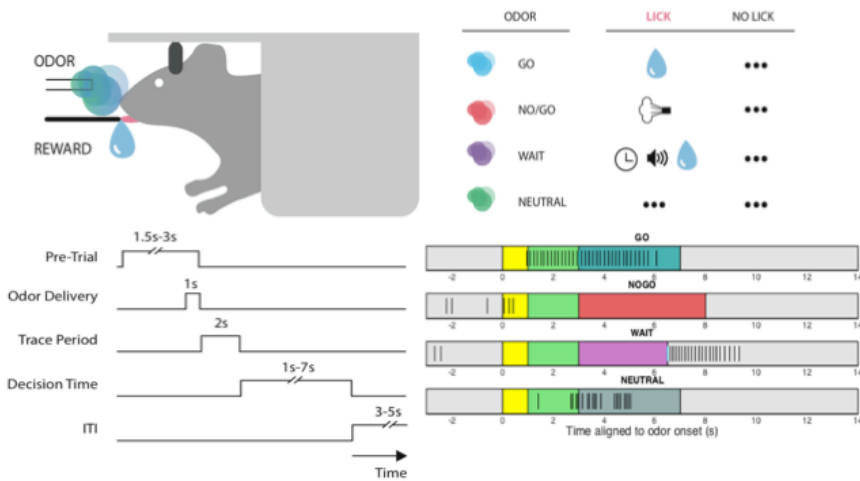 ODOR
REWARD
ODOR LICK NO LICK
GO •••
NO/GO •••
WAIT •••
NEUTRAL ••• •••
Pre-Trial 1.5s-3s
Odor Delivery 1s
Trace Period 2s
Decision Time 1s-7s
ITI 3-5s
Time
GO
-2 0 2 4 6 8 10 12 14
NOGO
-2 0 2 4 6 8 10 12 14
WAIT
-2 0 2 4 6 8 10 12 14
NEUTRAL
-2 0 2 4 6 8 10 12 14
Time aligned to odor onset (s)